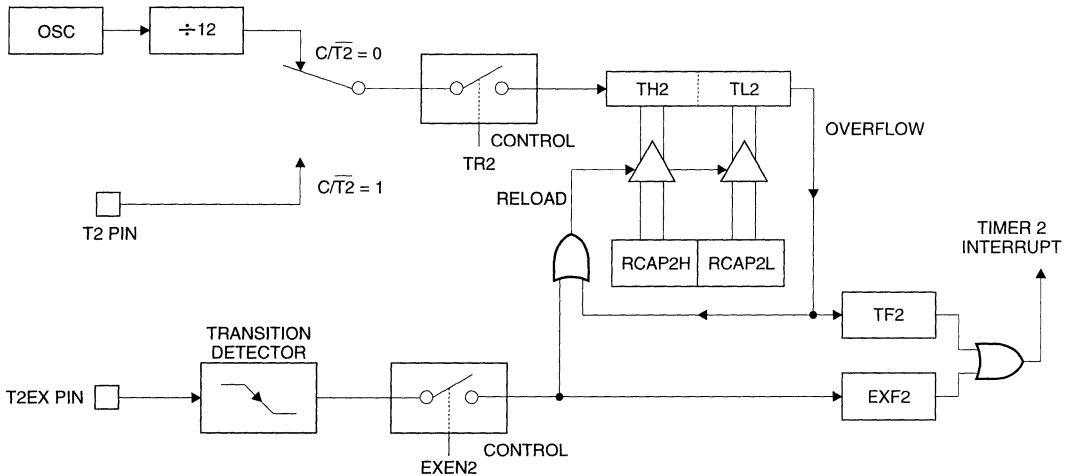 OSC
÷12
C/T2̅ = 0
TH2
TL2
CONTROL
TR2
OVERFLOW
C/T2̅ = 1
RELOAD
T2 PIN
RCAP2H
RCAP2L
TIMER 2
INTERRUPT
TF2
TRANSITION
DETECTOR
T2EX PIN
EXF2
CONTROL
EXEN2